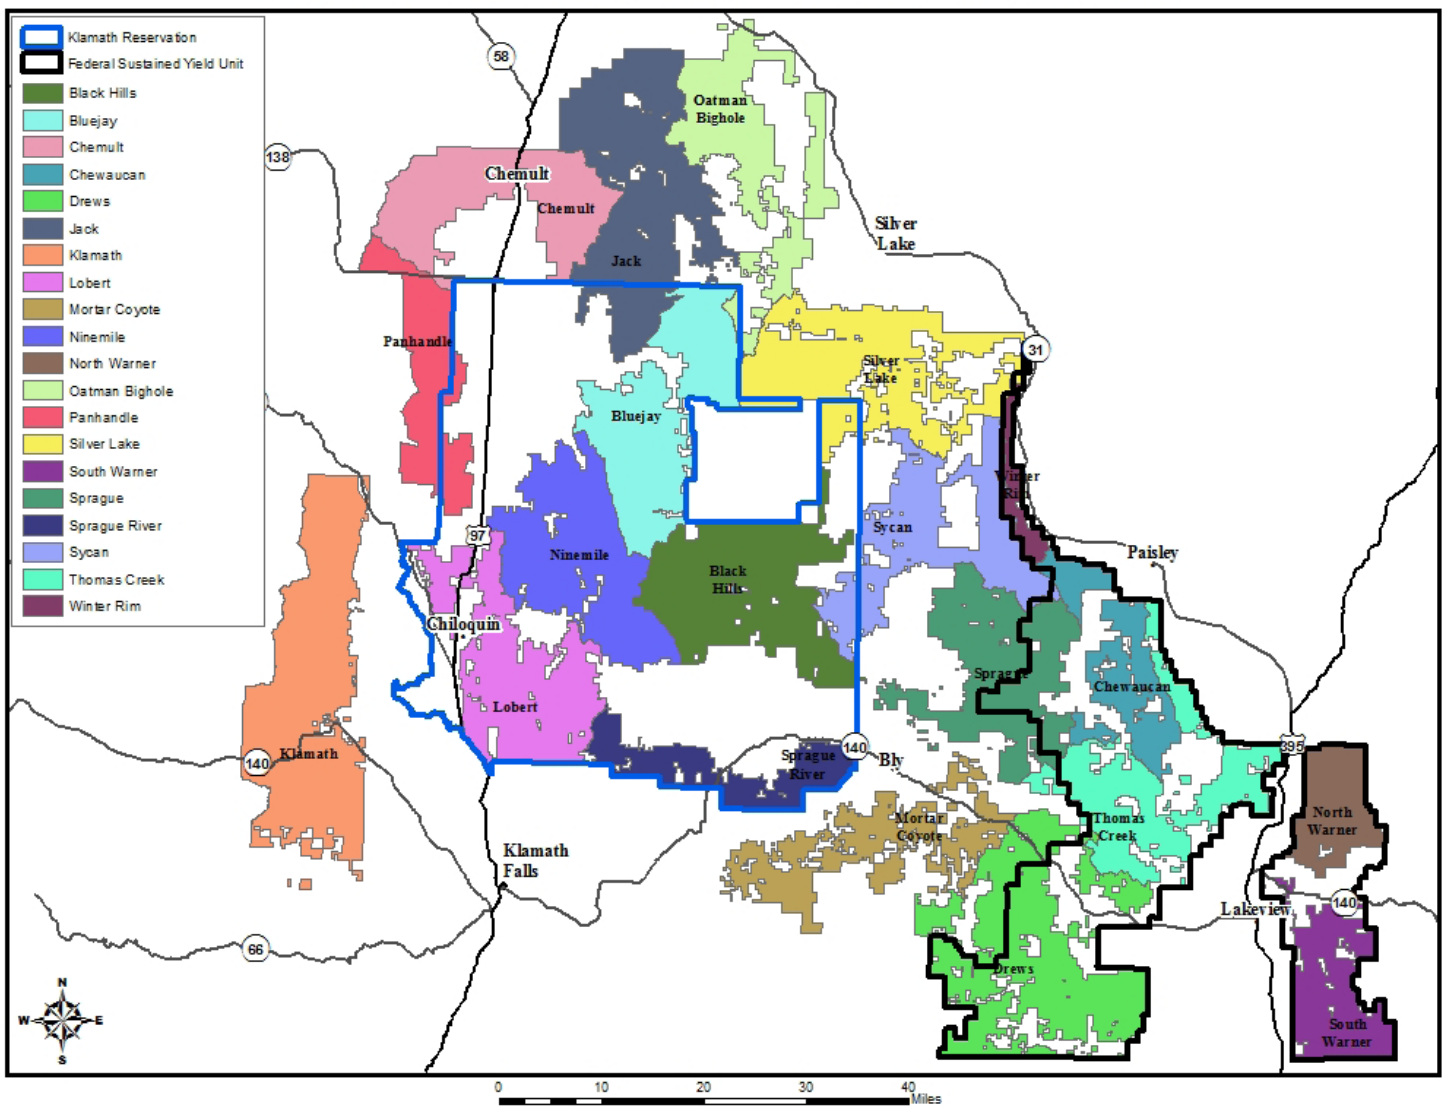 Klamath Reservation
Federal Sustained Yield Unit
Black Hills
Bluejay
Chemult
Chewaucan
Drews
Jack
Klamath
Lobert
Mortar Coyote
Ninemile
North Warner
Oatman Bighole
Panhandle
Silver Lake
South Warner
Sprague
Sprague River
Sycan
Thomas Creek
Winter Rim
58
Oatman
Bighole
138
Chemult
Chemult
Silver
Lake
Jack
Panhandle
31
Silver
Lake
Bluejay
Winter
Rim
97
Sycan
Ninemile
Paisley
Black
Hills
Chiloquin
Sprague
Chewaucan
Lobert
140
Klamath
140
Sprague
River
Bly
395
Mortar
Coyote
Thomas
Creek
North
Warner
Klamath
Falls
Lakeview
140
66
Drews
N
W
E
S
South
Warner
0
10
20
30
40
Miles